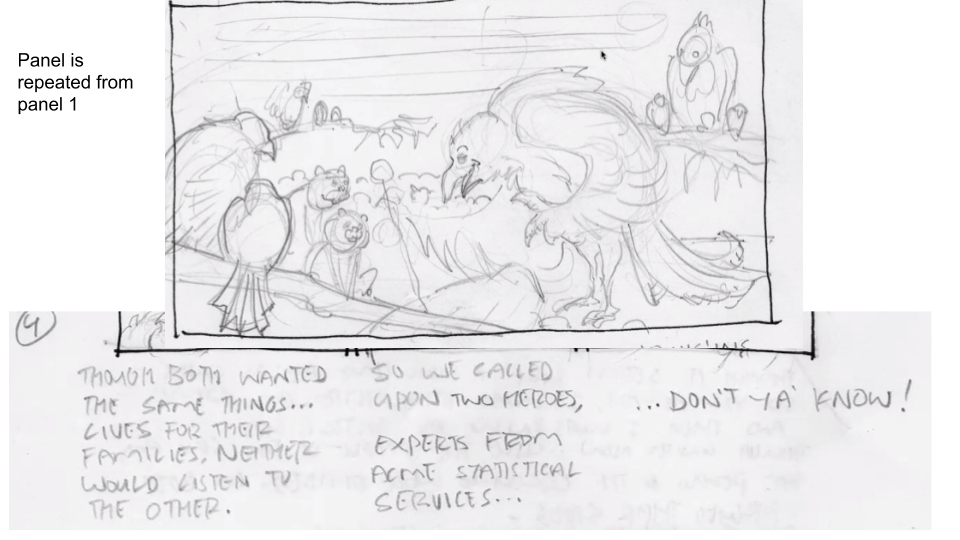 Panel is
repeated from
panel 1
4
THOUGH BOTH WANTED
THE SAME THINGS...
LIVES FOR THEIR
FAMILIES, NEITHER
WOULD LISTEN TO
THE OTHER.
SO WE CALLED
UPON TWO HEROES,
EXPERTS FROM
ACME STATISTICAL
SERVICES...
...DON'T YA' KNOW!